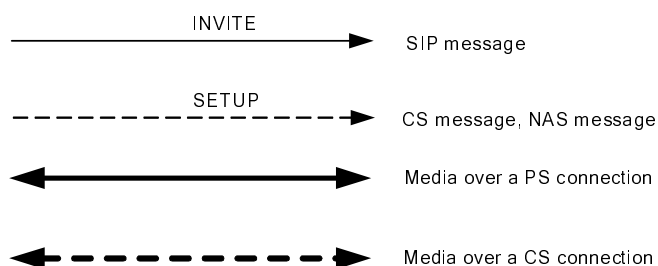 INVITE
SIP message
SETUP
CS message, NAS message
Media over a PS connection
Media over a CS connection